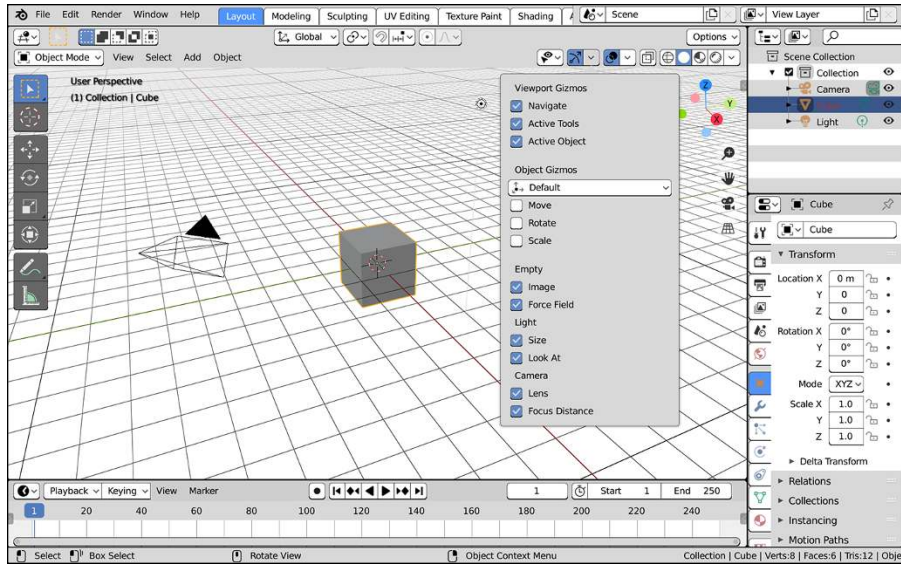 File Edit Render Window Help Layout Modeling Sculpting UV Editing Texture Paint Shading Scene View Layer
Global Options
Object Mode View Select Add Object
User Perspective
(1) Collection | Cube
Viewport Gizmos
Navigate
Active Tools
Active Object
Object Gizmos
Default
Move
Rotate
Scale
Empty
Image
Force Field
Light
Size
Look At
Camera
Lens
Focus Distance
X
Y
Z
Scene Collection
Collection
Camera
Light
Cube
Cube
Transform
Location X 0 m
Y 0
Z 0
Rotation X 0°
Y 0°
Z 0°
Mode XYZ
Scale X 1.0
Y 1.0
Z 1.0
Delta Transform
Relations
Collections
Instancing
Motion Paths
Playback Keying View Marker 1 Start 1 End 250
1 20 40 60 80 100 120 140 160 180 200 220 240
Select Box Select Rotate View Object Context Menu Collection | Cube | Verts:8 | Faces:6 | Tris:12 | Obje